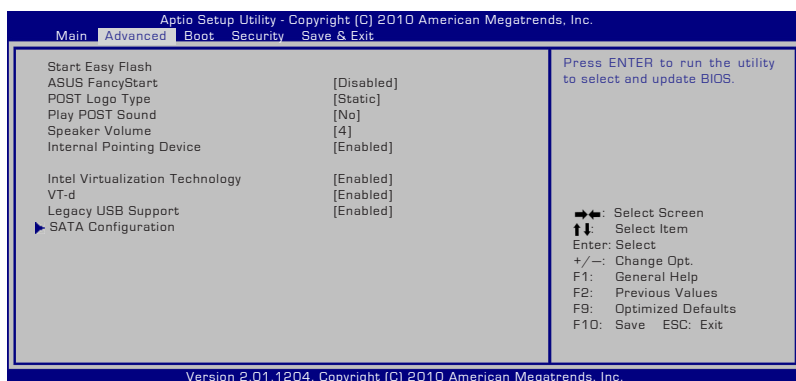 Aptio Setup Utility - Copyright (C) 2010 American Megatrends, Inc.
Main Advanced Boot Security Save & Exit
Start Easy Flash
ASUS FancyStart [Disabled]
POST Logo Type [Static]
Play POST Sound [No]
Speaker Volume [4]
Internal Pointing Device [Enabled]
Intel Virtualization Technology [Enabled]
VT-d [Enabled]
Legacy USB Support [Enabled]
SATA Configuration
Press ENTER to run the utility
to select and update BIOS.
→←: Select Screen
↑↓: Select Item
Enter: Select
+/—: Change Opt.
F1: General Help
F2: Previous Values
F9: Optimized Defaults
F10: Save ESC: Exit
Version 2.01.1204. Copyright (C) 2010 American Megatrends, Inc.